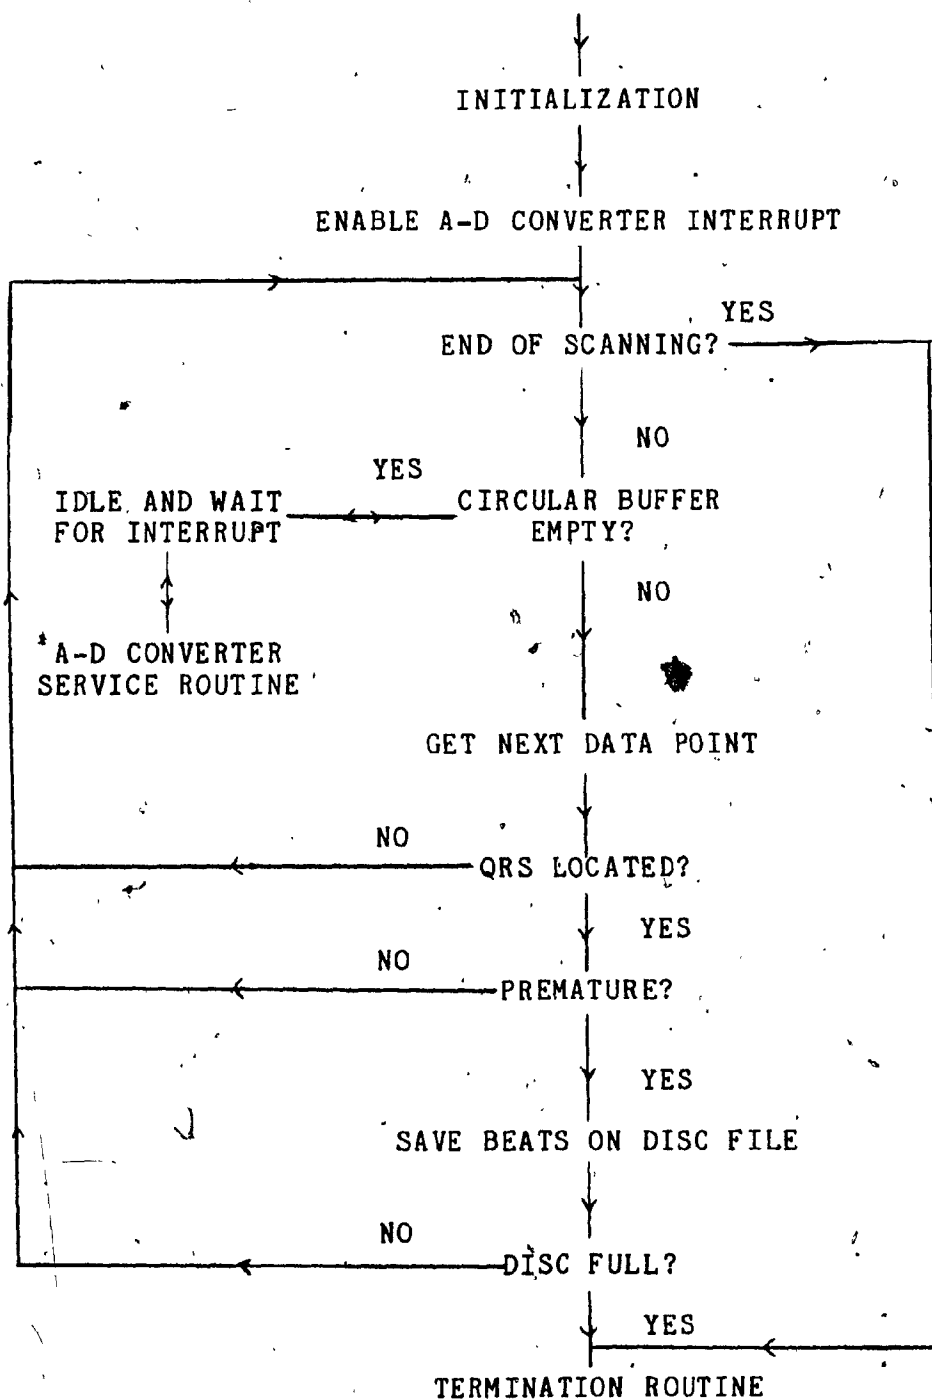 INITIALIZATION
ENABLE A-D CONVERTER INTERRUPT
YES
END OF SCANNING?
NO
YES
IDLE AND WAIT
FOR INTERRUPT
CIRCULAR BUFFER
EMPTY?
NO
A-D CONVERTER
SERVICE ROUTINE
GET NEXT DATA POINT
NO
QRS LOCATED?
YES
NO
PREMATURE?
YES
SAVE BEATS ON DISC FILE
NO
DISC FULL?
YES
TERMINATION ROUTINE